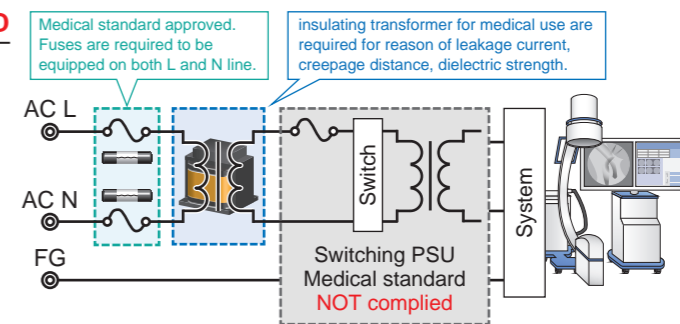 Medical standard approved.
Fuses are required to be
equipped on both L and N line.
insulating transformer for medical use are
required for reason of leakage current,
creepage distance, dielectric strength.
AC L
AC N
FG
Switch
System
Switching PSU
Medical standard
NOT complied